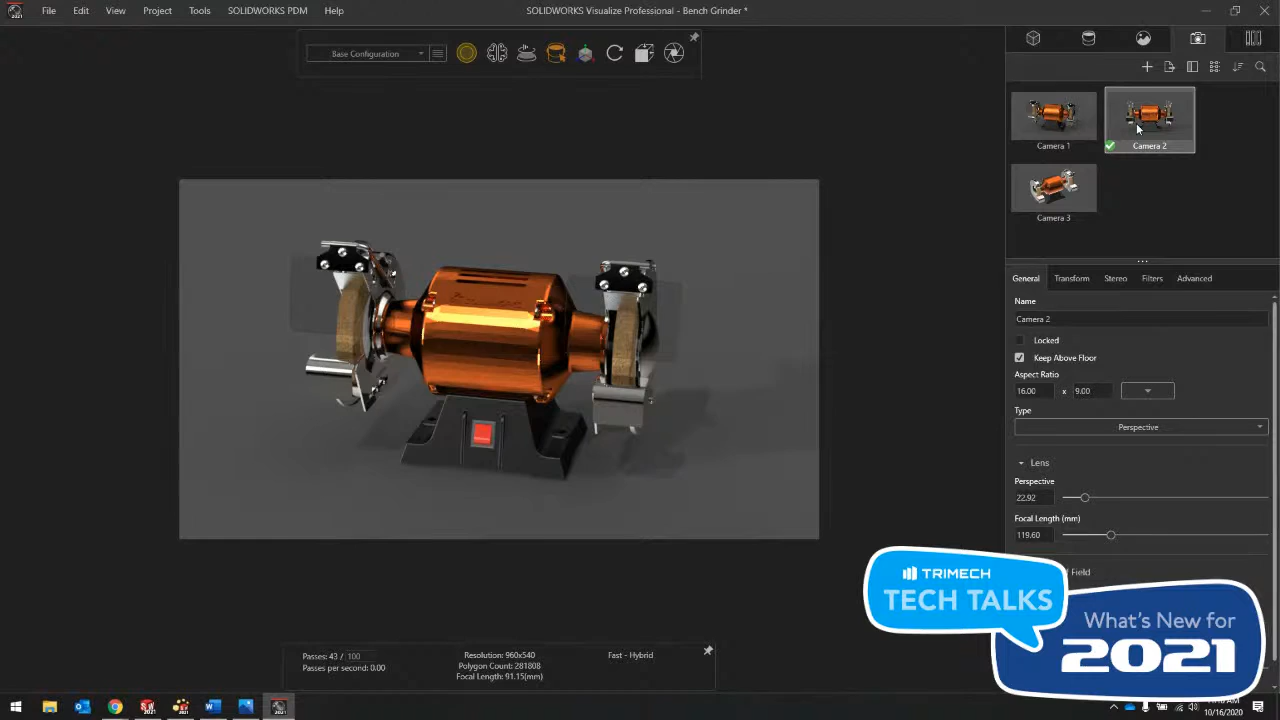 File Edit View Project Tools SOLIDWORKS PDM Help
SOLIDWORKS Visualize Professional - Bench Grinder *
Base Configuration
Camera 1
Camera 2
Camera 3
General Transform Stereo Filters Advanced
Name
Camera 2
Locked
Keep Above Floor
Aspect Ratio
16.00 x 9.00
Type
Perspective
Lens
Perspective
22.92
Focal Length (mm)
119.60
Field
TRIMECH
TECH TALKS
What's New for
2021
Passes: 43 / 100
Passes per second: 0.00
Resolution: 960x540
Polygon Count: 281808
Focal Length: 91.15(mm)
Fast - Hybrid
10/16/2020